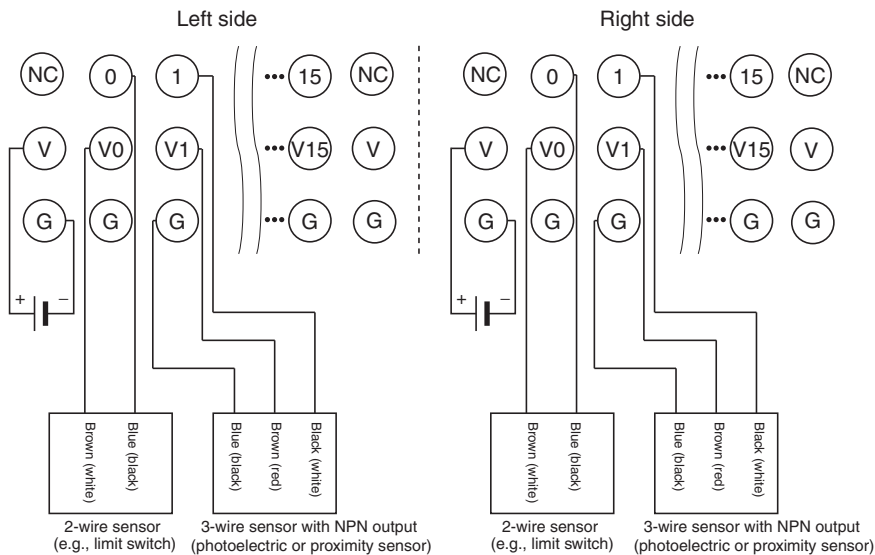 Left side
Right side
NC 0 1 ••• 15 NC
NC 0 1 ••• 15 NC
V V0 V1 ••• V15 V
V V0 V1 ••• V15 V
G G G ••• G G
G G G ••• G G
+ −
+ −
Brown (white)
Blue (black)
Blue (black)
Brown (red)
Black (white)
Brown (white)
Blue (black)
Blue (black)
Brown (red)
Black (white)
2-wire sensor
(e.g., limit switch)
3-wire sensor with NPN output
(photoelectric or proximity sensor)
2-wire sensor
(e.g., limit switch)
3-wire sensor with NPN output
(photoelectric or proximity sensor)